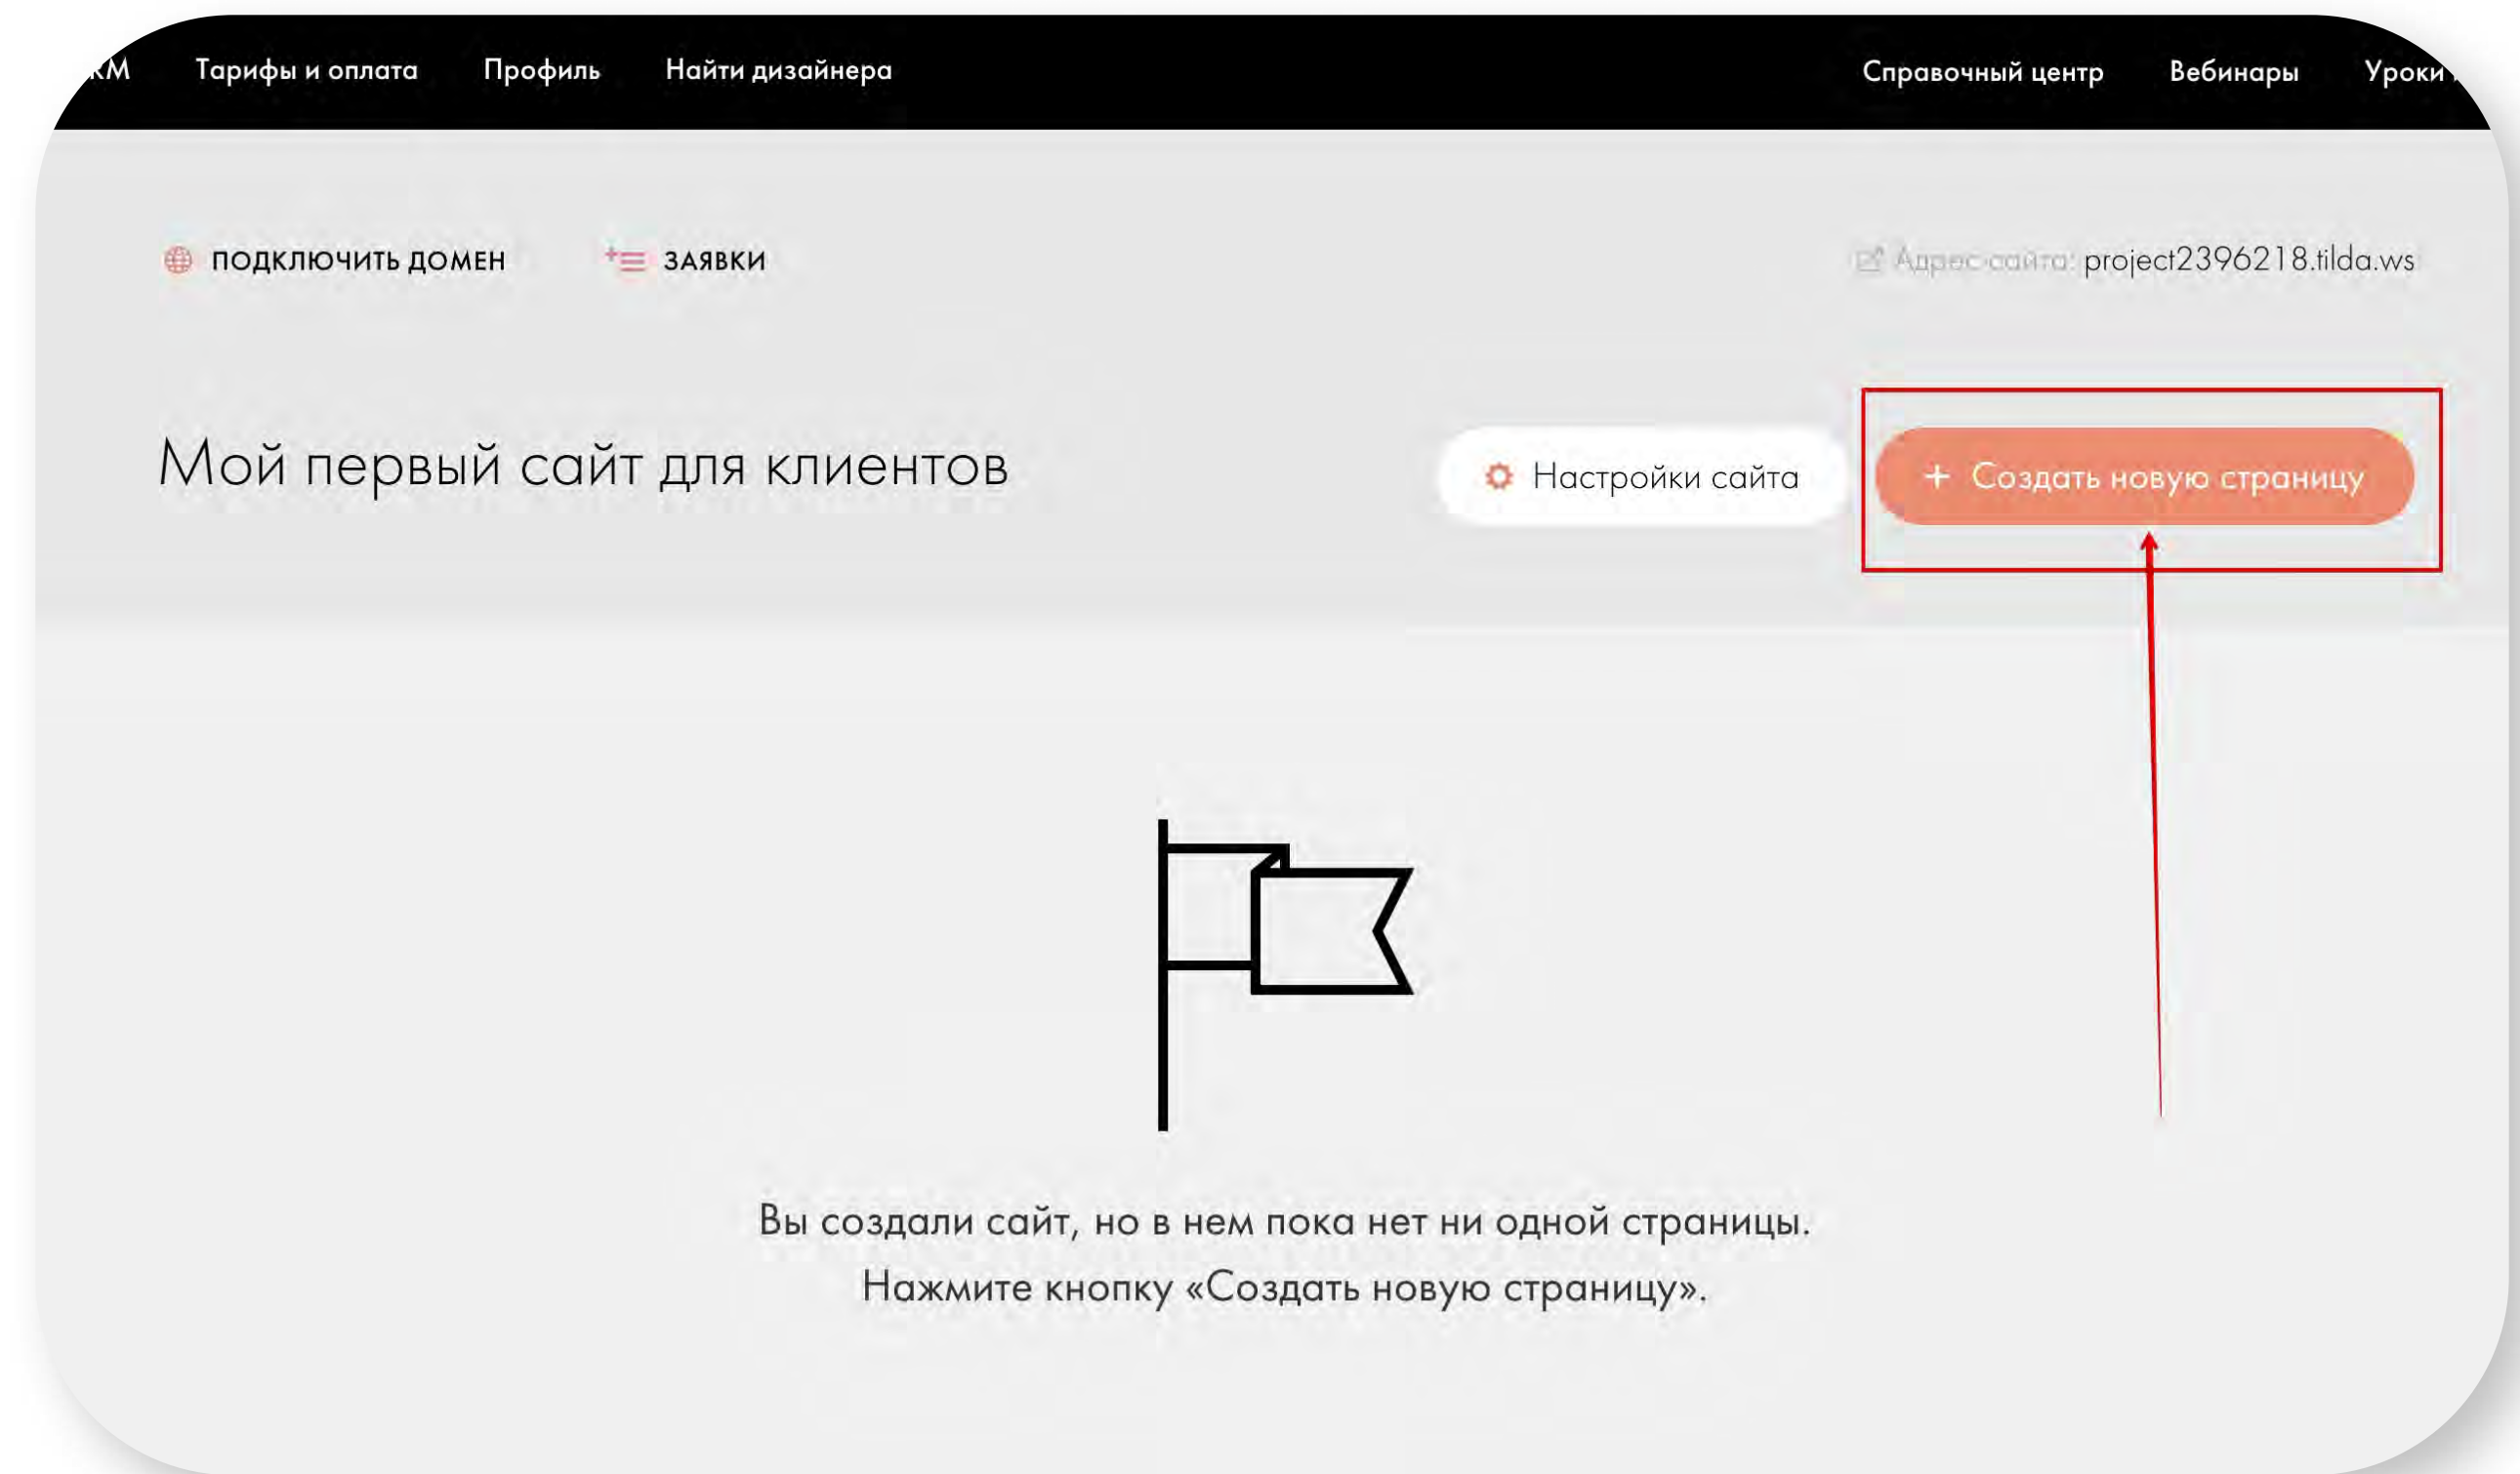 Тарифы и оплата Профиль Найти дизайнера Справочный центр Вебинары Уроки
ПОДКЛЮЧИТЬ ДОМЕН ЗАЯВКИ Адрес сайта: project2396218.tilda.ws
Мой первый сайт для клиентов Настройки сайта + Создать новую страницу
Вы создали сайт, но в нем пока нет ни одной страницы.
Нажмите кнопку «Создать новую страницу».